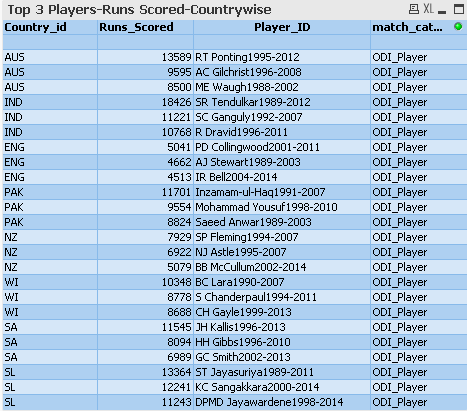 Top 3 Players-Runs Scored-Countrywise XL
Country_id Runs_Scored Player_ID match_cat...
AUS 13589 RT Ponting1995-2012 ODI_Player
AUS 9595 AC Gilchrist1996-2008 ODI_Player
AUS 8500 ME Waugh1988-2002 ODI_Player
IND 18426 SR Tendulkar1989-2012 ODI_Player
IND 11221 SC Ganguly1992-2007 ODI_Player
IND 10768 R Dravid1996-2011 ODI_Player
ENG 5041 PD Collingwood2001-2011 ODI_Player
ENG 4662 AJ Stewart1989-2003 ODI_Player
ENG 4513 IR Bell2004-2014 ODI_Player
PAK 11701 Inzamam-ul-Haq1991-2007 ODI_Player
PAK 9554 Mohammad Yousuf1998-2010 ODI_Player
PAK 8824 Saeed Anwar1989-2003 ODI_Player
NZ 7929 SP Fleming1994-2007 ODI_Player
NZ 6922 NJ Astle1995-2007 ODI_Player
NZ 5079 BB McCullum2002-2014 ODI_Player
WI 10348 BC Lara1990-2007 ODI_Player
WI 8778 S Chanderpaul1994-2011 ODI_Player
WI 8688 CH Gayle1999-2013 ODI_Player
SA 11545 JH Kallis1996-2013 ODI_Player
SA 8094 HH Gibbs1996-2010 ODI_Player
SA 6989 GC Smith2002-2013 ODI_Player
SL 13364 ST Jayasuriya1989-2011 ODI_Player
SL 12241 KC Sangakkara2000-2014 ODI_Player
SL 11243 DPMD Jayawardene1998-2014 ODI_Player